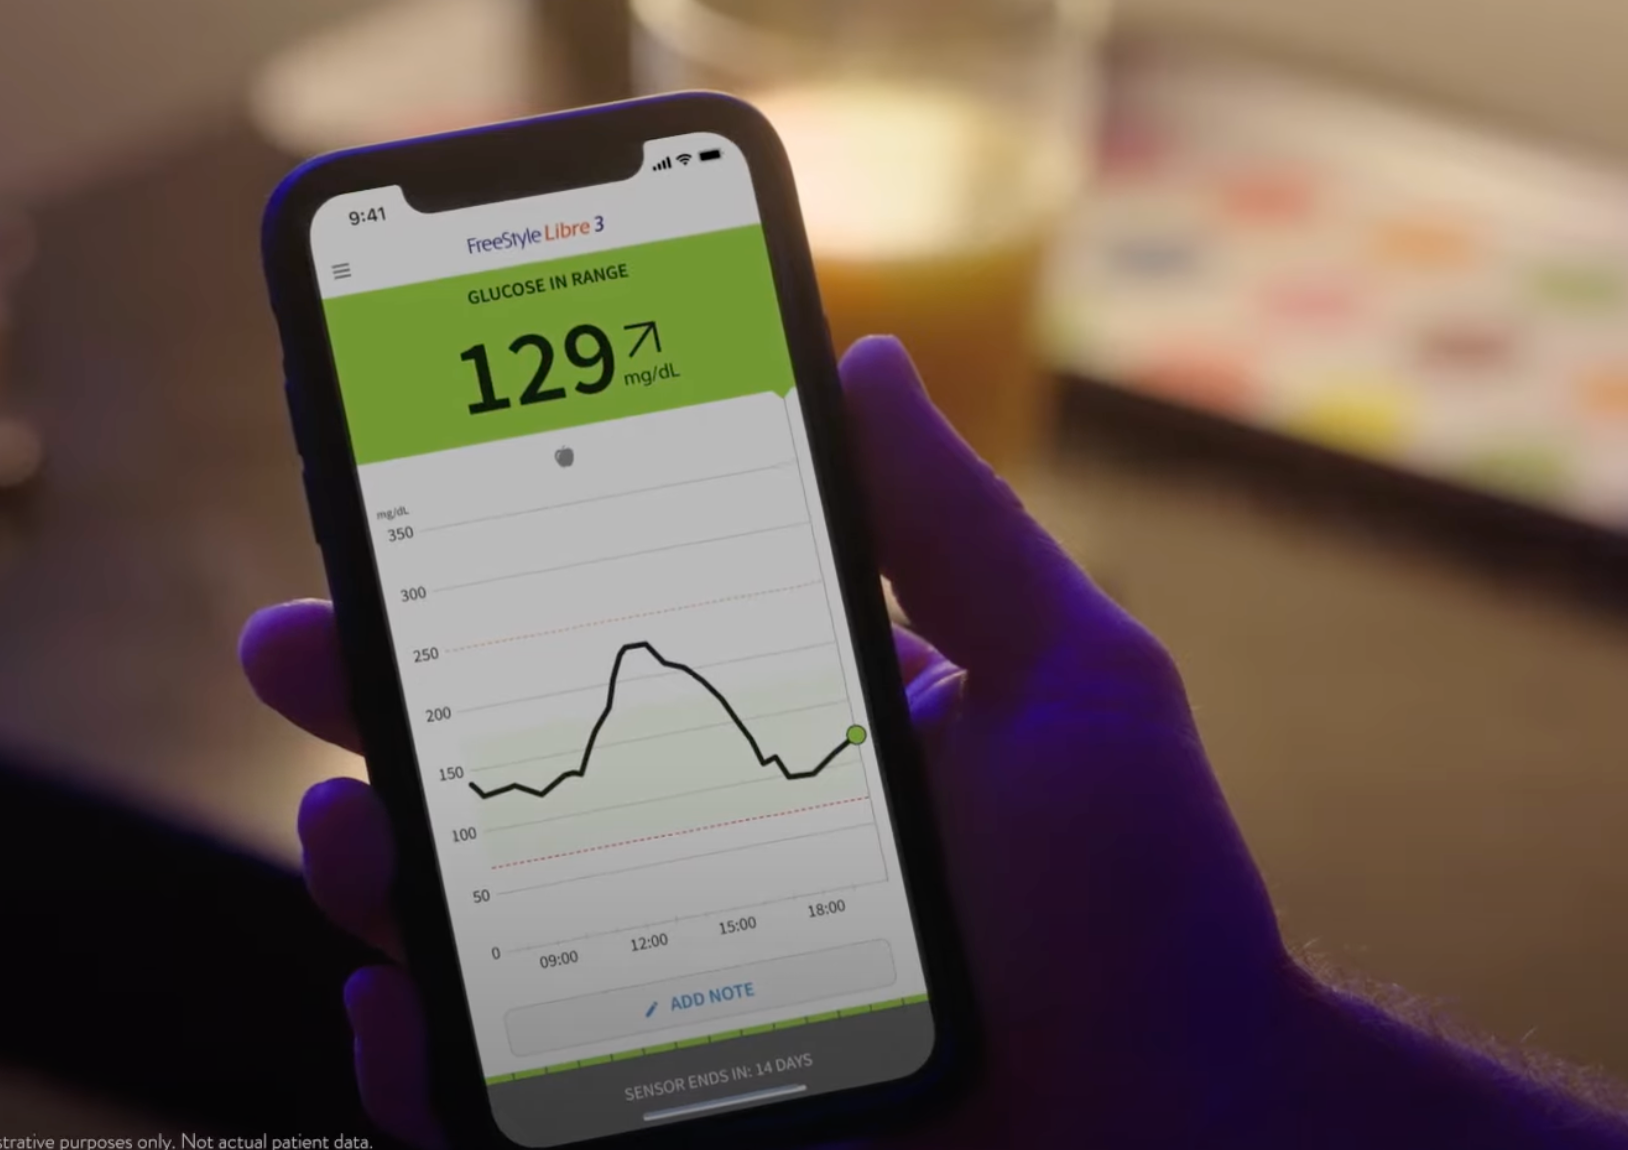 9:41
FreeStyle Libre 3
GLUCOSE IN RANGE
129
mg/dL
mg/dL
350
300
250
200
150
100
50
0
09:00 12:00 15:00 18:00
ADD NOTE
SENSOR ENDS IN: 14 DAYS
purposes only. Not actual patient data.